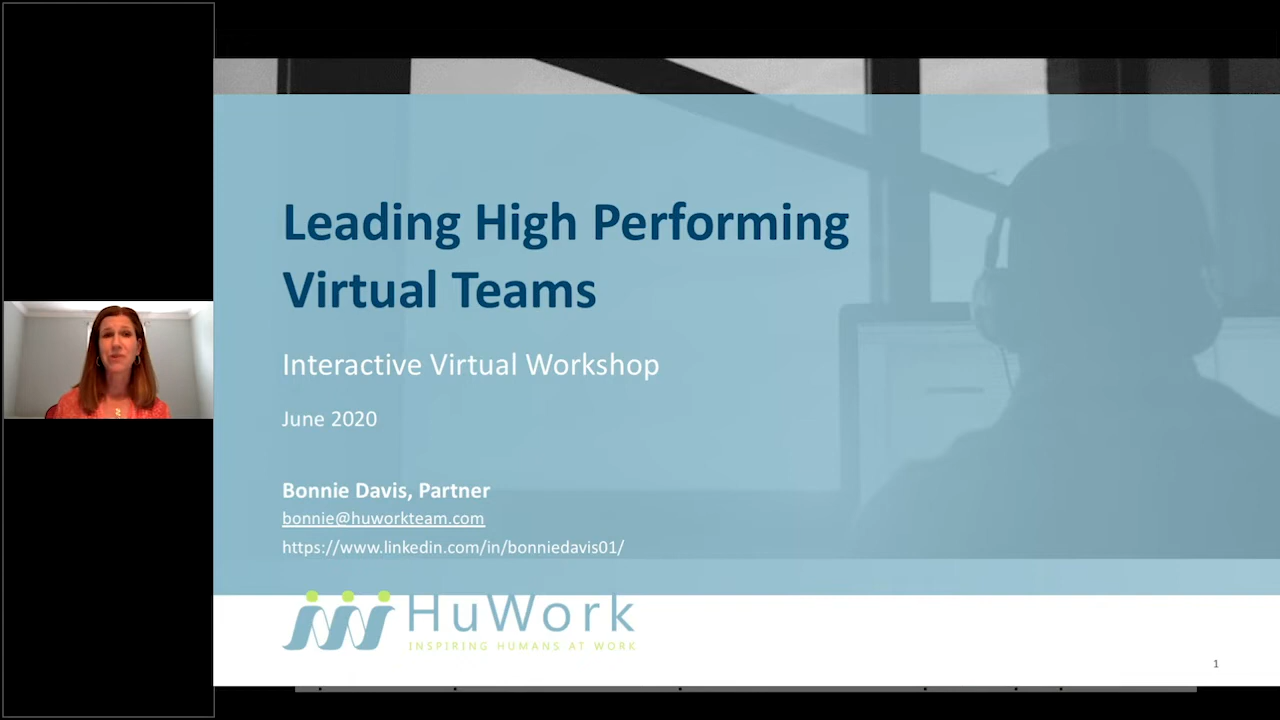 Leading High Performing
Virtual Teams
Interactive Virtual Workshop
June 2020
Bonnie Davis, Partner
bonnie@huworkteam.com
https://www.linkedin.com/in/bonniedavis01/
HuWork
INSPIRING HUMANS AT WORK
1